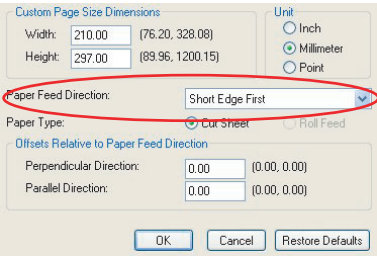 Custom Page Size Dimensions
Unit
Width: 210.00 (76.20, 328.08)
Inch
Height: 297.00 (89.96, 1200.15)
Millimeter
Point
Paper Feed Direction: Short Edge First
Paper Type: Cut Sheet Roll Feed
Offsets Relative to Paper Feed Direction
Perpendicular Direction: 0.00 (0.00, 0.00)
Parallel Direction: 0.00 (0.00, 0.00)
OK Cancel Restore Defaults